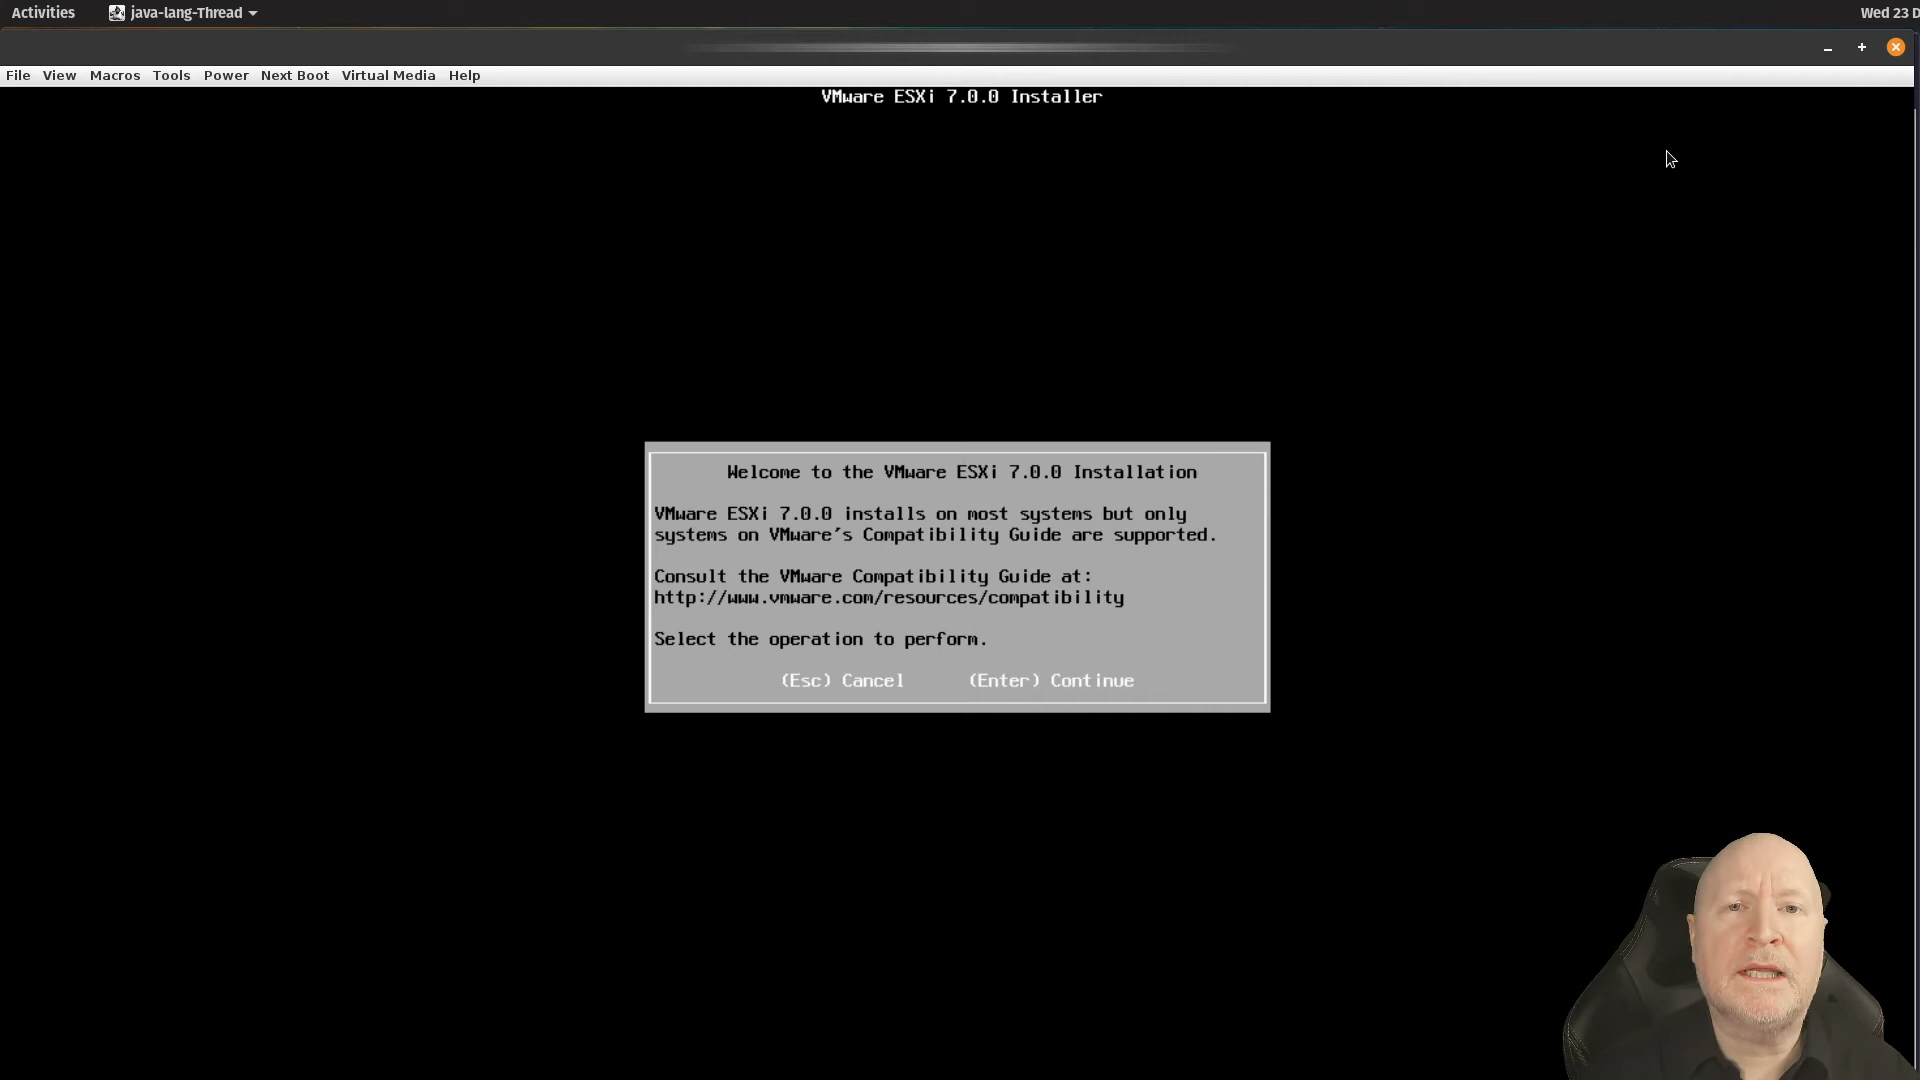 Activities java-lang-Thread Wed 23 D
File View Macros Tools Power Next Boot Virtual Media Help
VMware ESXi 7.0.0 Installer
Welcome to the VMware ESXi 7.0.0 Installation
VMware ESXi 7.0.0 installs on most systems but only
systems on VMware's Compatibility Guide are supported.
Consult the VMware Compatibility Guide at:
http://www.vmware.com/resources/compatibility
Select the operation to perform.
(Esc) Cancel (Enter) Continue